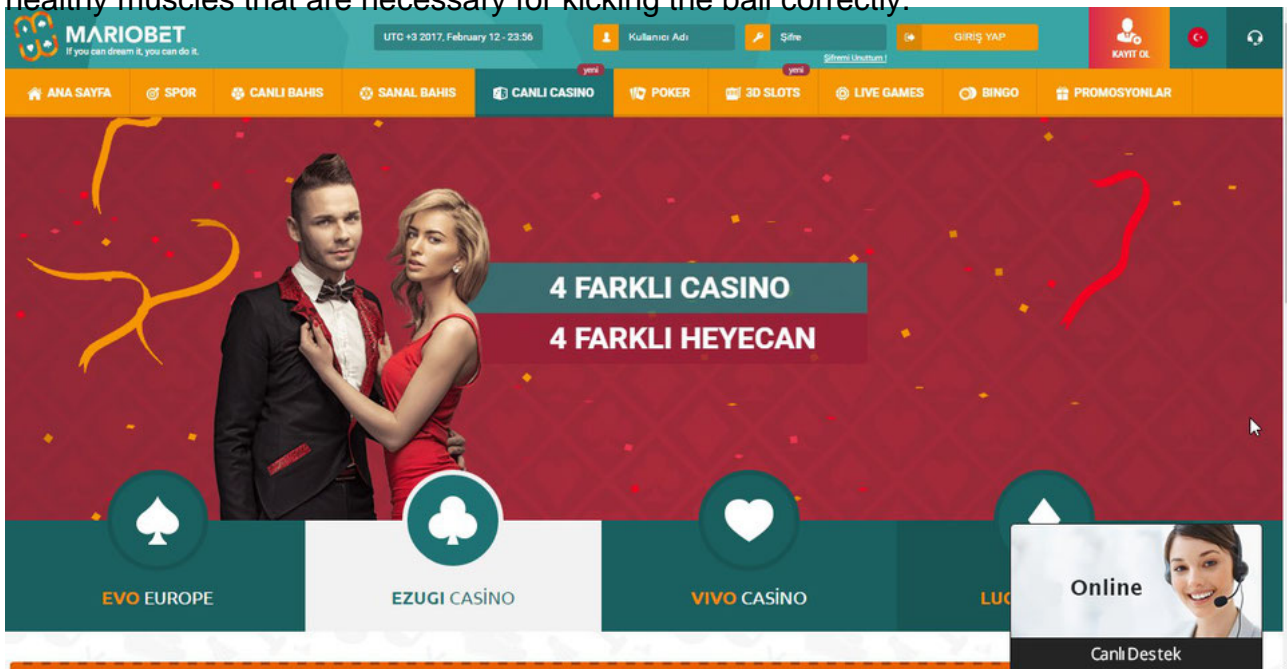 healthy muscles that are necessary for kicking the ball correctly.
MARIOBET
If you can dream it, you can do it.
UTC +3 2017, February 12 - 23:56
Kullanıcı Adı
Şifre
GİRİŞ YAP
KAYIT OL
Şifremi Unuttum !
yeni
yeni
ANA SAYFA
SPOR
CANLI BAHIS
SANAL BAHIS
CANLI CASINO
POKER
3D SLOTS
LIVE GAMES
BINGO
PROMOSYONLAR
4 FARKLI CASINO
4 FARKLI HEYECAN
EVO EUROPE
EZUGI CASİNO
VIVO CASİNO
Online
Canlı Destek